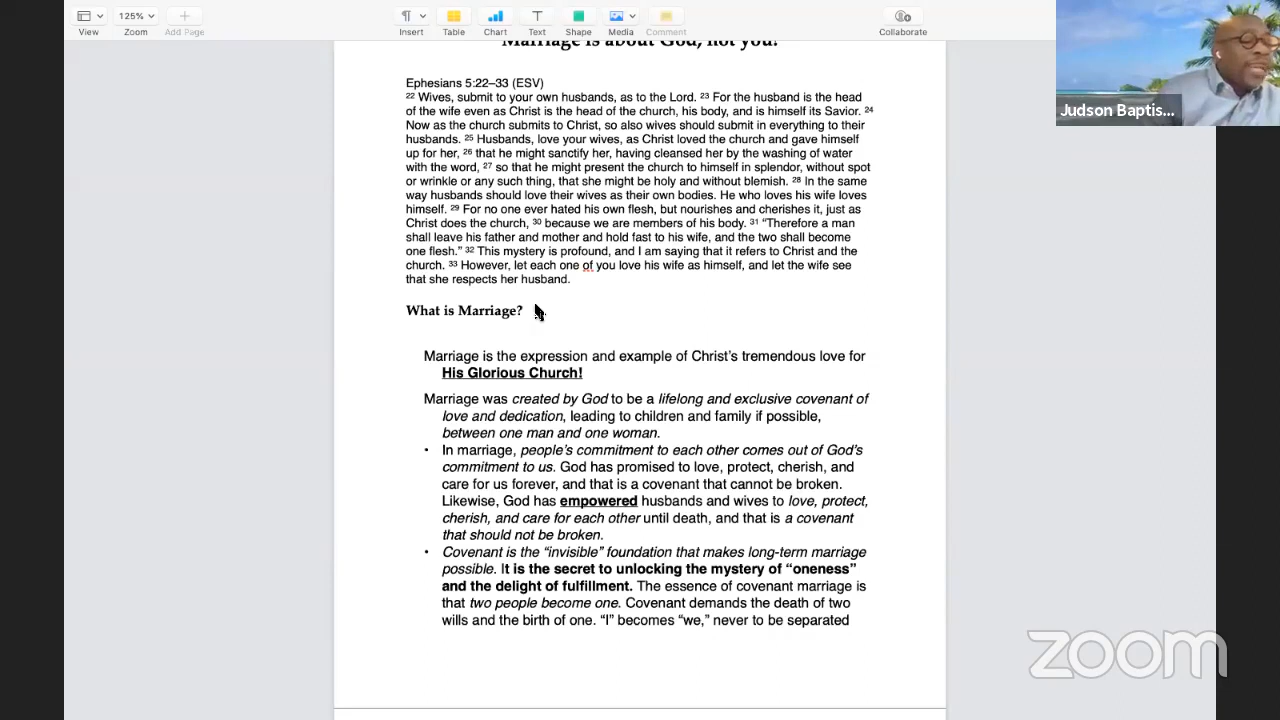 125%
View
Zoom
Add Page
Insert
Table
Chart
Text
Shape
Media
Comment
Collaborate
Judson Baptis...
Marriage is about God, not you!
Ephesians 5:22–33 (ESV)
22 Wives, submit to your own husbands, as to the Lord. 23 For the husband is the head
of the wife even as Christ is the head of the church, his body, and is himself its Savior. 24
Now as the church submits to Christ, so also wives should submit in everything to their
husbands. 25 Husbands, love your wives, as Christ loved the church and gave himself
up for her, 26 that he might sanctify her, having cleansed her by the washing of water
with the word, 27 so that he might present the church to himself in splendor, without spot
or wrinkle or any such thing, that she might be holy and without blemish. 28 In the same
way husbands should love their wives as their own bodies. He who loves his wife loves
himself. 29 For no one ever hated his own flesh, but nourishes and cherishes it, just as
Christ does the church, 30 because we are members of his body. 31 “Therefore a man
shall leave his father and mother and hold fast to his wife, and the two shall become
one flesh.” 32 This mystery is profound, and I am saying that it refers to Christ and the
church. 33 However, let each one of you love his wife as himself, and let the wife see
that she respects her husband.
What is Marriage?
Marriage is the expression and example of Christ’s tremendous love for
His Glorious Church!
Marriage was created by God to be a lifelong and exclusive covenant of
love and dedication, leading to children and family if possible,
between one man and one woman.
• In marriage, people’s commitment to each other comes out of God’s
commitment to us. God has promised to love, protect, cherish, and
care for us forever, and that is a covenant that cannot be broken.
Likewise, God has empowered husbands and wives to love, protect,
cherish, and care for each other until death, and that is a covenant
that should not be broken.
• Covenant is the “invisible” foundation that makes long-term marriage
possible. It is the secret to unlocking the mystery of “oneness”
and the delight of fulfillment. The essence of covenant marriage is
that two people become one. Covenant demands the death of two
wills and the birth of one. “I” becomes “we,” never to be separated
zoom